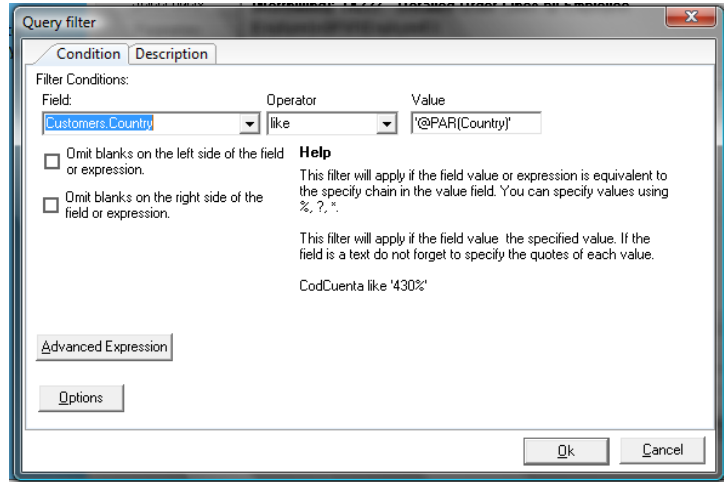 Query filter
Condition Description
Filter Conditions:
Field: Operator Value
Customers.Country like '@PAR(Country)'
Omit blanks on the left side of the field
or expression.
Omit blanks on the right side of the
field or expression.
Help
This filter will apply if the field value or expression is equivalent to
the specify chain in the value field. You can specify values using
%, ?, *.
This filter will apply if the field value the specified value. If the
field is a text do not forget to specify the quotes of each value.
CodCuenta like '430%'
Advanced Expression
Options
Ok Cancel